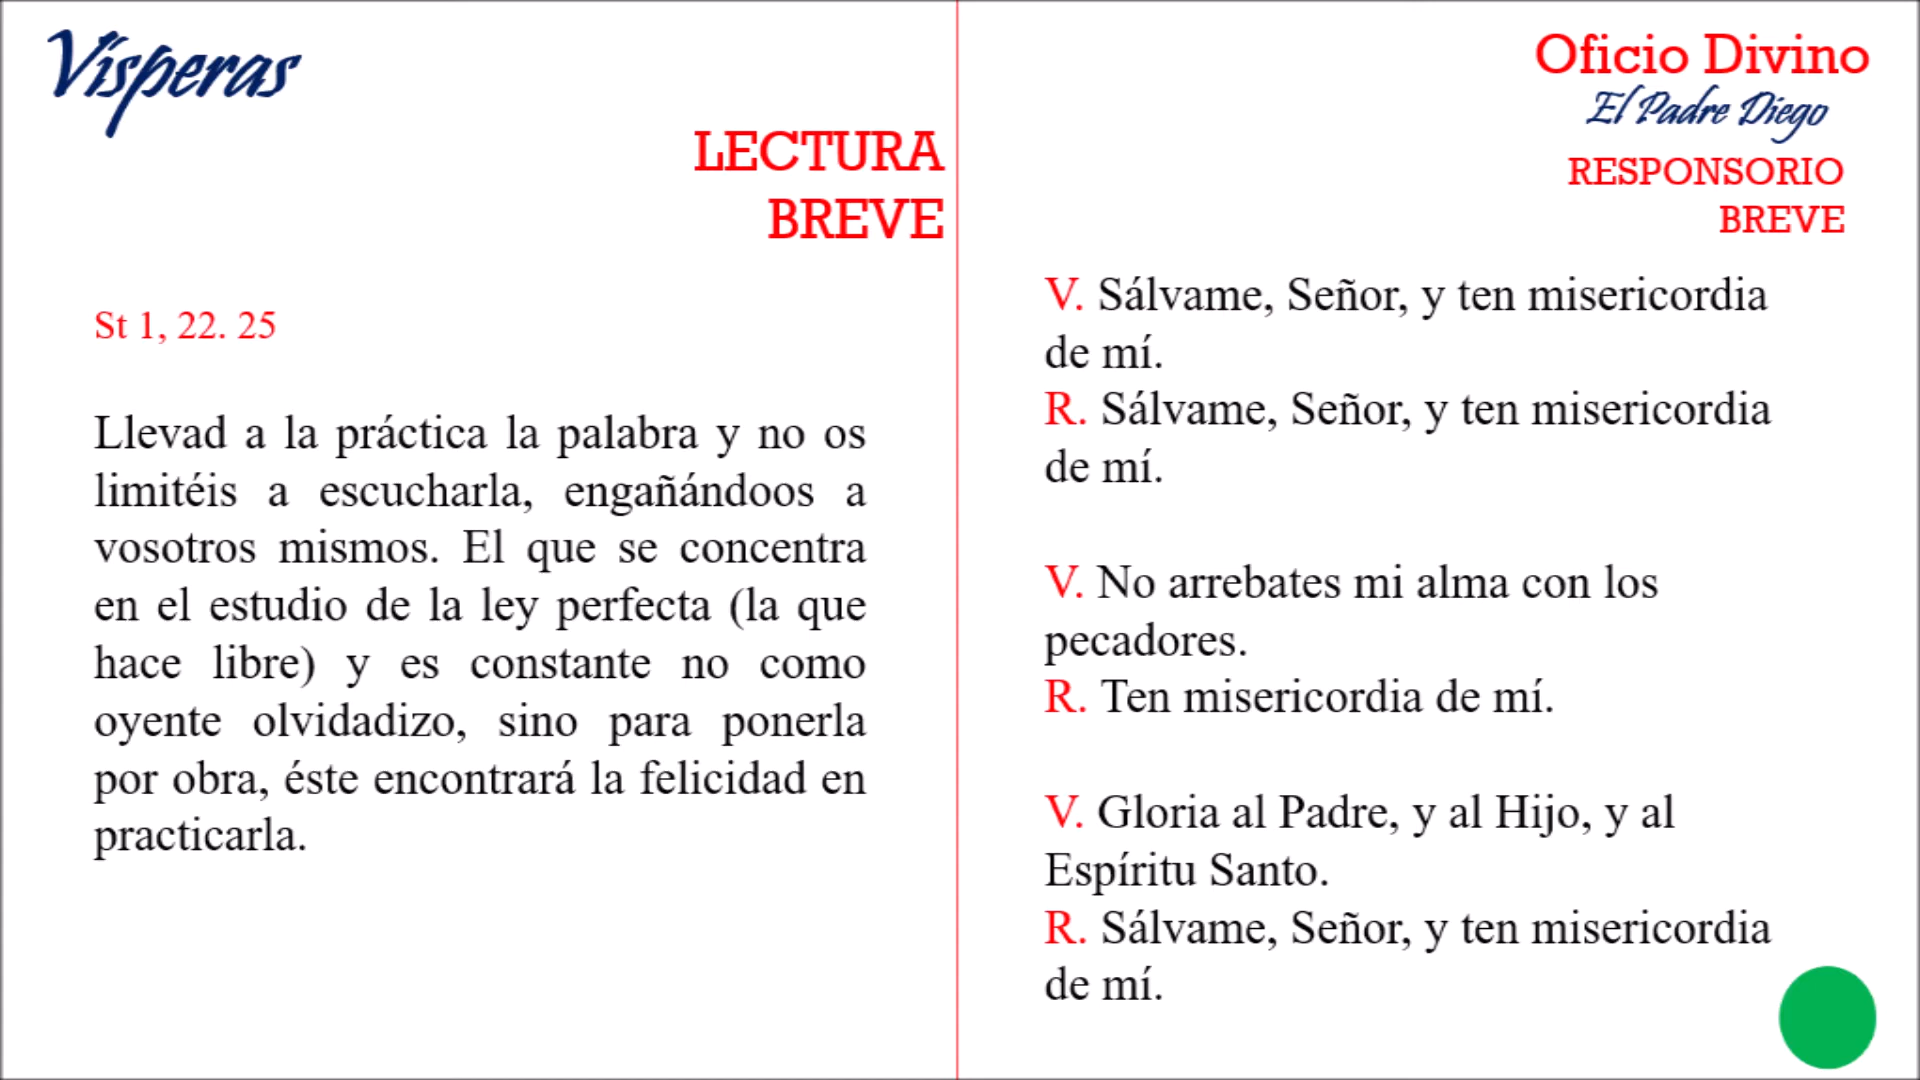 Vísperas
LECTURA
BREVE
St 1, 22. 25
Llevad a la práctica la palabra y no os
limitéis a escucharla, engañándoos a
vosotros mismos. El que se concentra
en el estudio de la ley perfecta (la que
hace libre) y es constante no como
oyente olvidadizo, sino para ponerla
por obra, éste encontrará la felicidad en
practicarla.
Oficio Divino
El Padre Diego
RESPONSORIO
BREVE
V. Sálvame, Señor, y ten misericordia
de mí.
R. Sálvame, Señor, y ten misericordia
de mí.
V. No arrebates mi alma con los
pecadores.
R. Ten misericordia de mí.
V. Gloria al Padre, y al Hijo, y al
Espíritu Santo.
R. Sálvame, Señor, y ten misericordia
de mí.